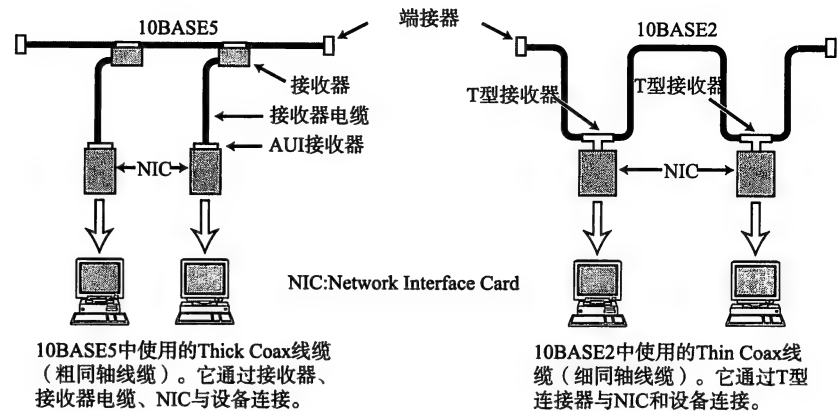 10BASE5
端接器
10BASE2
接收器
接收器电缆
AUI接收器
NIC
T型接收器
T型接收器
NIC
NIC:Network Interface Card
10BASE5中使用的Thick Coax线缆
（粗同轴线缆）。它通过接收器、
接收器电缆、NIC与设备连接。
10BASE2中使用的Thin Coax线
缆（细同轴线缆）。它通过T型
连接器与NIC和设备连接。